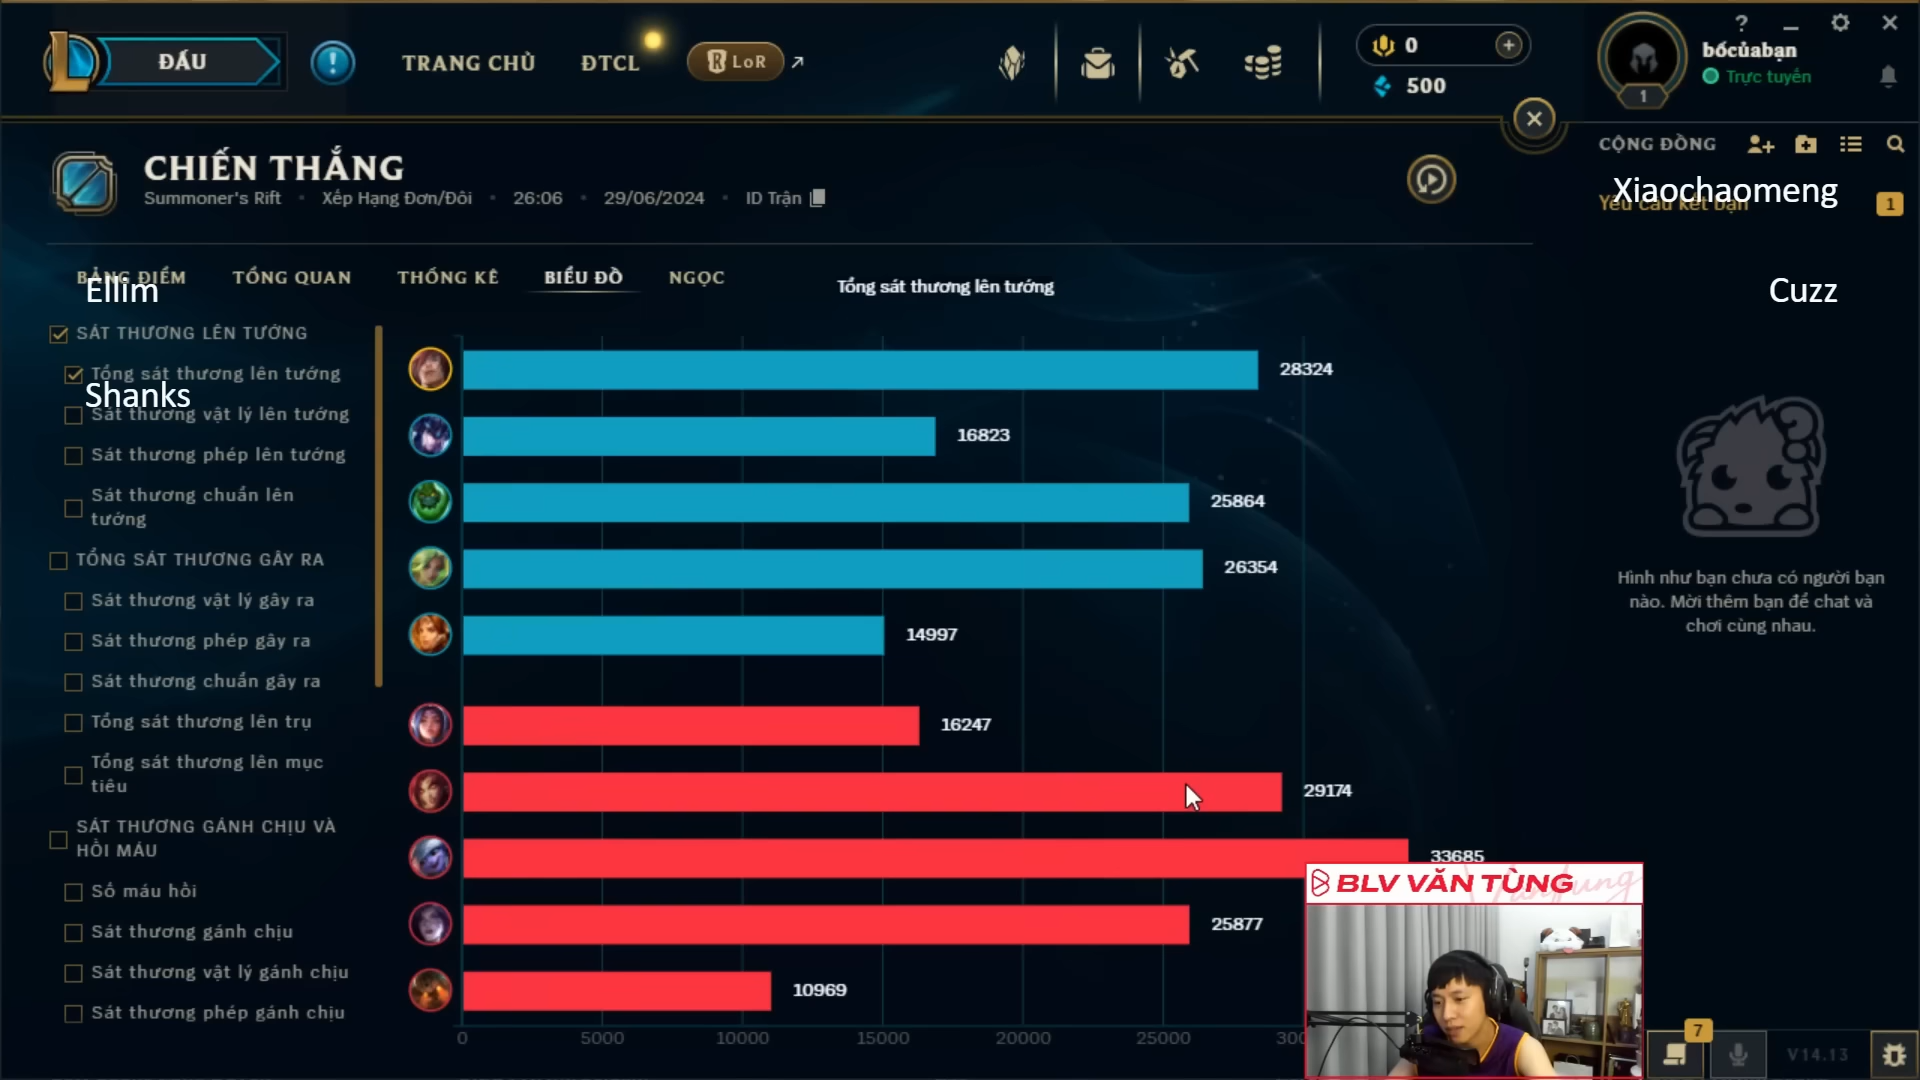 ĐẤU
TRANG CHỦ
ĐTCL
LoR
0
500
bốcủabạn
Trực tuyến
1
CHIẾN THẮNG
Summoner's Rift • Xếp Hạng Đơn/Đôi • 26:06 • 29/06/2024 • ID Trận
CỘNG ĐỒNG
Xiaochaomeng
Yêu cầu kết bạn
1
BẢNG ĐIỂM
TỔNG QUAN
THỐNG KÊ
BIỂU ĐỒ
NGỌC
Ellim
Cuzz
Shanks
Tổng sát thương lên tướng
SÁT THƯƠNG LÊN TƯỚNG
Tổng sát thương lên tướng
Sát thương vật lý lên tướng
Sát thương phép lên tướng
Sát thương chuẩn lên
tướng
TỔNG SÁT THƯƠNG GÂY RA
Sát thương vật lý gây ra
Sát thương phép gây ra
Sát thương chuẩn gây ra
Tổng sát thương lên trụ
Tổng sát thương lên mục
tiêu
SÁT THƯƠNG GÁNH CHỊU VÀ
HỒI MÁU
Số máu hồi
Sát thương gánh chịu
Sát thương vật lý gánh chịu
Sát thương phép gánh chịu
28324
16823
25864
26354
14997
16247
29174
33685
25877
10969
0
5000
10000
15000
20000
25000
Hình như bạn chưa có người bạn
nào. Mời thêm bạn để chat và
chơi cùng nhau.
BLV VĂN TÙNG
7
V14.13